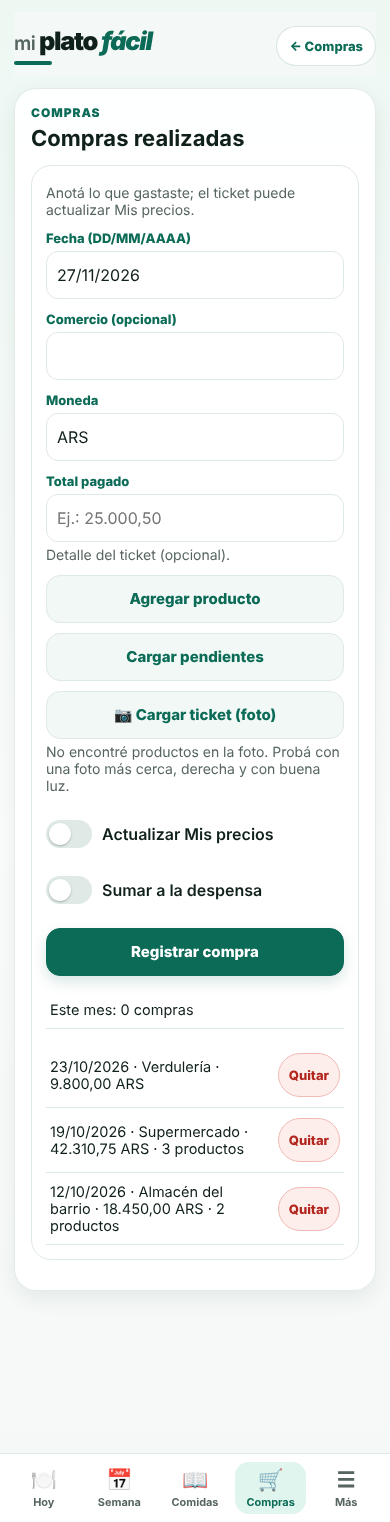 mi plato fácil
← Compras
COMPRAS
Compras realizadas
Anotá lo que gastaste; el ticket puede
actualizar Mis precios.
Fecha (DD/MM/AAAA)
27/11/2026
Comercio (opcional)
Moneda
ARS
Total pagado
Ej.: 25.000,50
Detalle del ticket (opcional).
Agregar producto
Cargar pendientes
📷 Cargar ticket (foto)
No encontré productos en la foto. Probá con
una foto más cerca, derecha y con buena
luz.
Actualizar Mis precios
Sumar a la despensa
Registrar compra
Este mes: 0 compras
23/10/2026 · Verdulería ·
9.800,00 ARS
Quitar
19/10/2026 · Supermercado ·
42.310,75 ARS · 3 productos
Quitar
12/10/2026 · Almacén del
barrio · 18.450,00 ARS · 2
productos
Quitar
Hoy
Semana
Comidas
Compras
Más